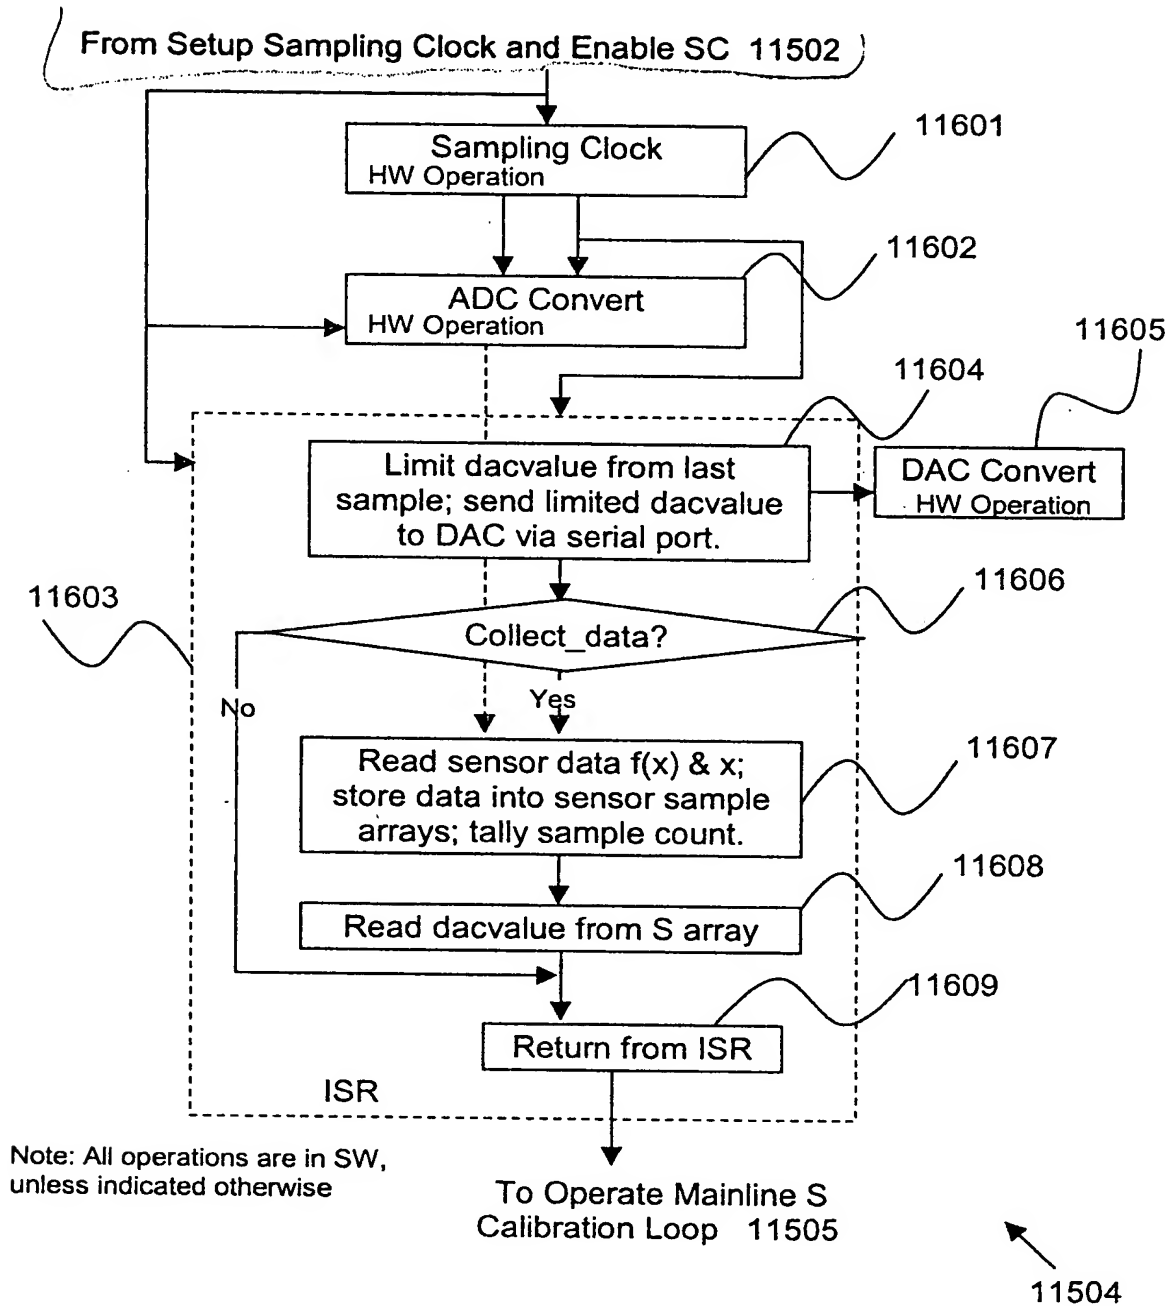 From Setup Sampling Clock and Enable SC 11502
11601
Sampling Clock
HW Operation
11602
ADC Convert
HW Operation
11605
11604
Limit dacvalue from last
sample; send limited dacvalue
to DAC via serial port.
DAC Convert
HW Operation
11603
11606
Collect_data?
No
Yes
11607
Read sensor data f(x) & x;
store data into sensor sample
arrays; tally sample count.
11608
Read dacvalue from S array
11609
Return from ISR
ISR
Note: All operations are in SW,
unless indicated otherwise
To Operate Mainline S
Calibration Loop 11505
11504